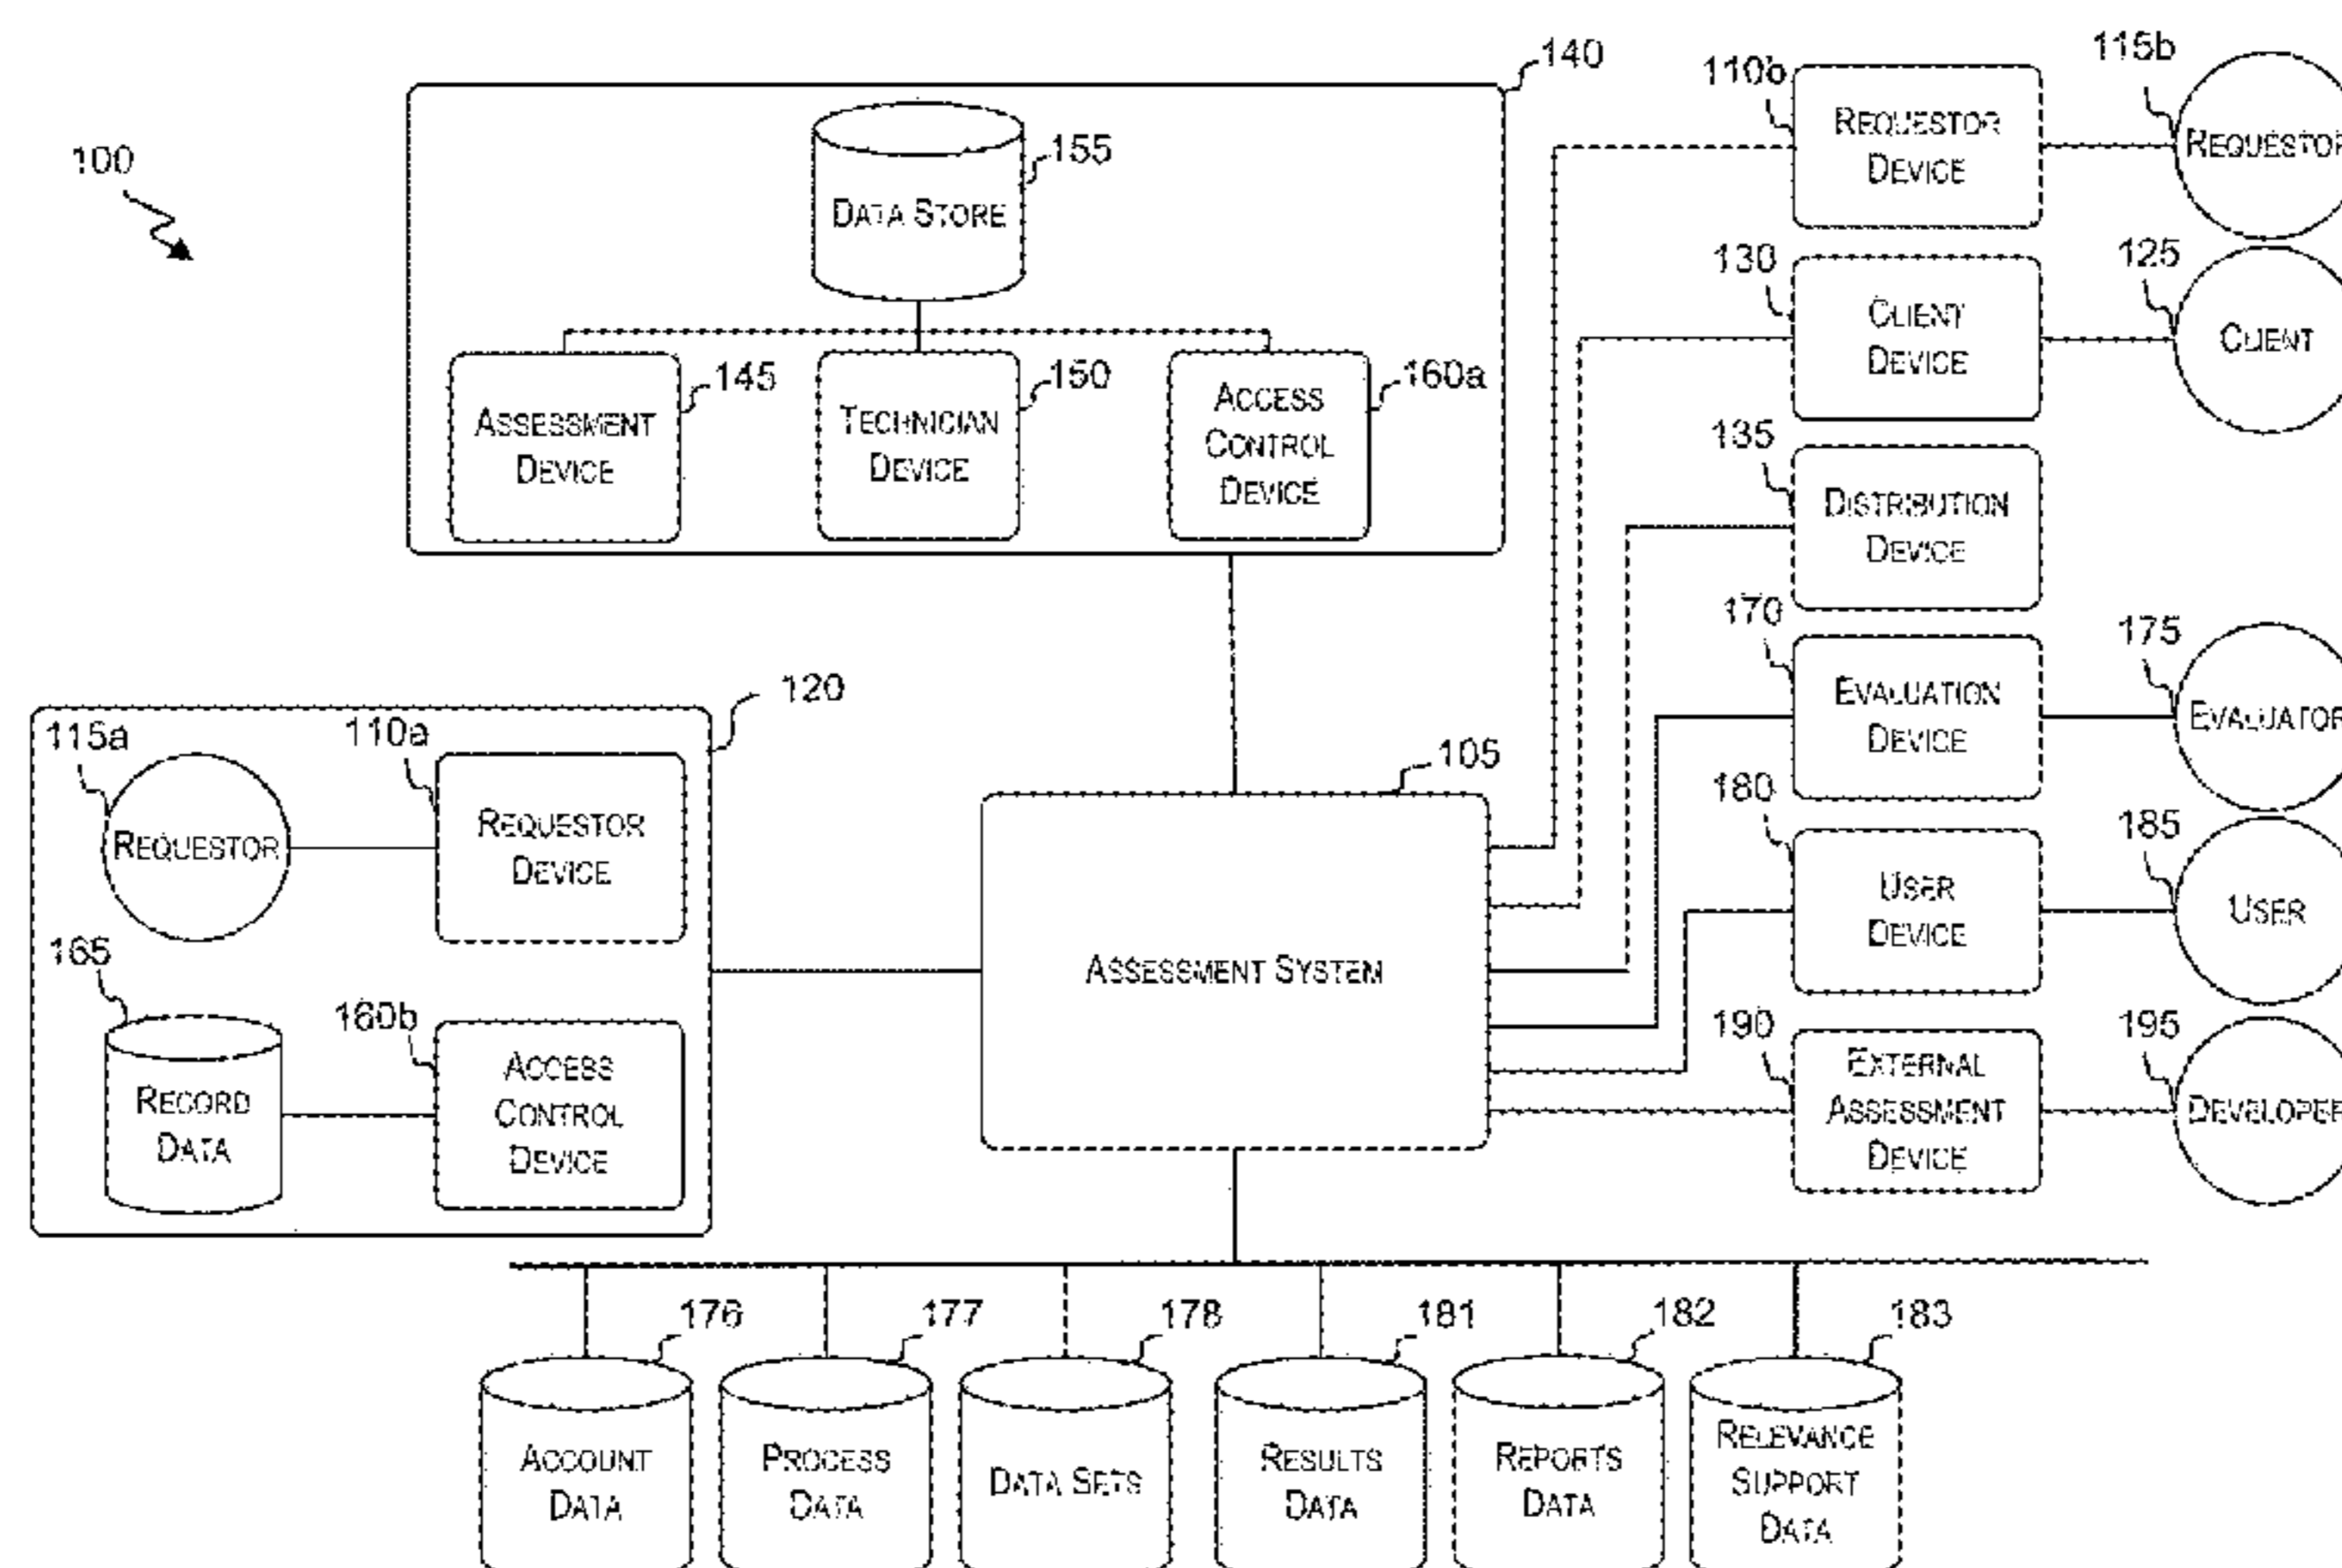 100
140
155
DATA STORE
145
ASSESSMENT
DEVICE
150
TECHNICIAN
DEVICE
160a
ACCESS
CONTROL
DEVICE
110b
REQUESTOR
DEVICE
115b
REQUESTOR
130
CLIENT
DEVICE
125
CLIENT
135
DISTRIBUTION
DEVICE
170
EVALUATION
DEVICE
175
EVALUATOR
180
USER
DEVICE
185
USER
190
EXTERNAL
ASSESSMENT
DEVICE
195
DEVELOPER
120
115a
REQUESTOR
110a
REQUESTOR
DEVICE
165
RECORD
DATA
160b
ACCESS
CONTROL
DEVICE
105
ASSESSMENT SYSTEM
176
ACCOUNT
DATA
177
PROCESS
DATA
178
DATA SETS
181
RESULTS
DATA
182
REPORTS
DATA
183
RELEVANCE
SUPPORT
DATA